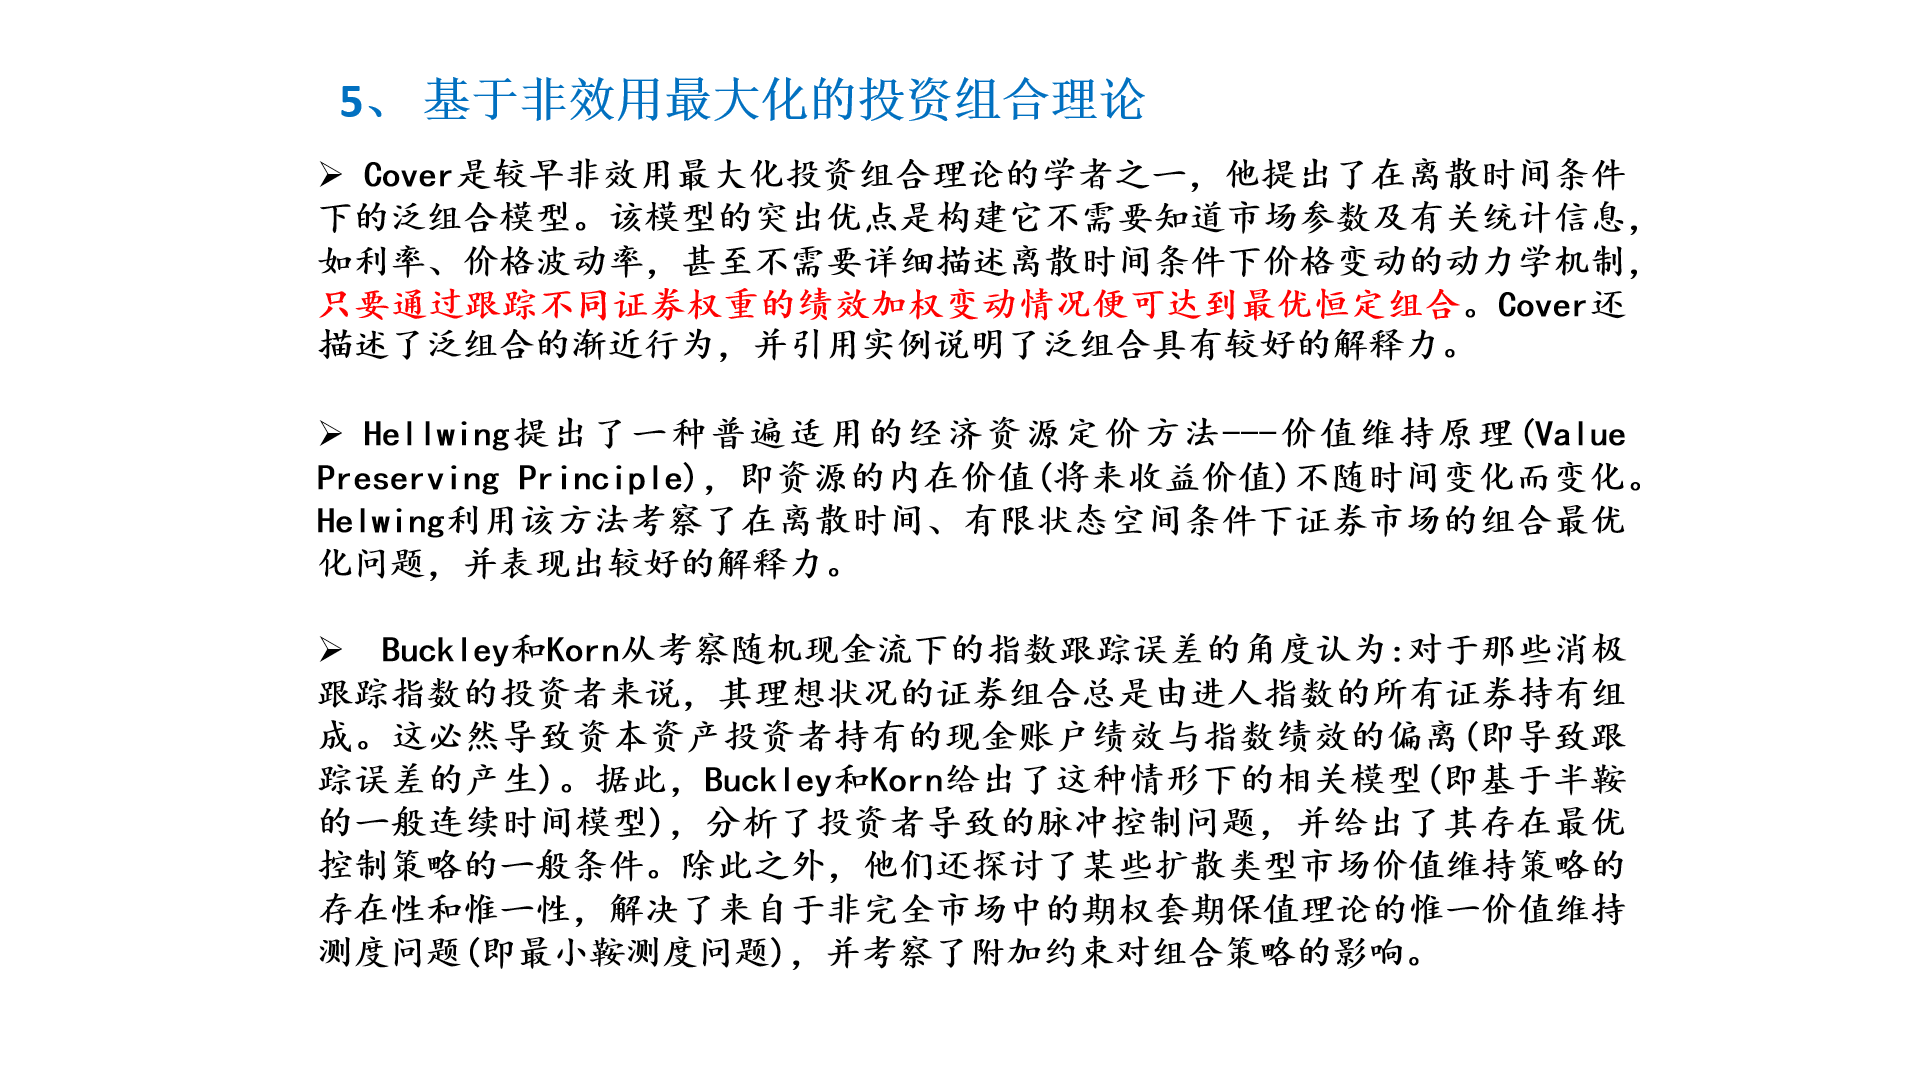 5、 基于非效用最大化的投资组合理论
➢ Cover是较早非效用最大化投资组合理论的学者之一，他提出了在离散时间条件
下的泛组合模型。该模型的突出优点是构建它不需要知道市场参数及有关统计信息，
如利率、价格波动率，甚至不需要详细描述离散时间条件下价格变动的动力学机制，
只要通过跟踪不同证券权重的绩效加权变动情况便可达到最优恒定组合。Cover还
描述了泛组合的渐近行为，并引用实例说明了泛组合具有较好的解释力。
➢ Hellwing提出了一种普遍适用的经济资源定价方法---价值维持原理(Value
Preserving Principle)，即资源的内在价值(将来收益价值)不随时间变化而变化。
Helwing利用该方法考察了在离散时间、有限状态空间条件下证券市场的组合最优
化问题，并表现出较好的解释力。
➢ Buckley和Korn从考察随机现金流下的指数跟踪误差的角度认为:对于那些消极
跟踪指数的投资者来说，其理想状况的证券组合总是由进人指数的所有证券持有组
成。这必然导致资本资产投资者持有的现金账户绩效与指数绩效的偏离(即导致跟
踪误差的产生)。据此，Buckley和Korn给出了这种情形下的相关模型(即基于半鞍
的一般连续时间模型)，分析了投资者导致的脉冲控制问题，并给出了其存在最优
控制策略的一般条件。除此之外，他们还探讨了某些扩散类型市场价值维持策略的
存在性和惟一性，解决了来自于非完全市场中的期权套期保值理论的惟一价值维持
测度问题(即最小鞍测度问题)，并考察了附加约束对组合策略的影响。